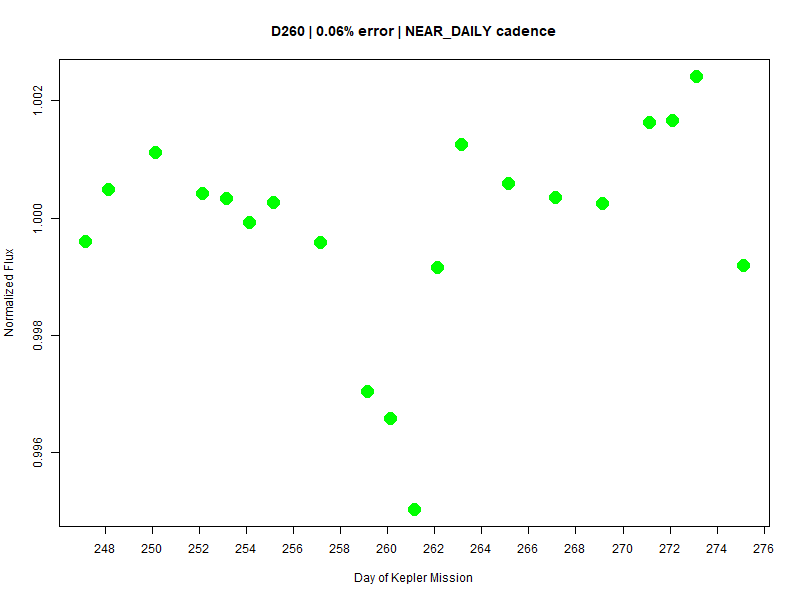 D260 | 0.06% error | NEAR_DAILY cadence
1.002
1.000
0.998
0.996
Normalized Flux
248 250 252 254 256 258 260 262 264 266 268 270 272 274 276
Day of Kepler Mission